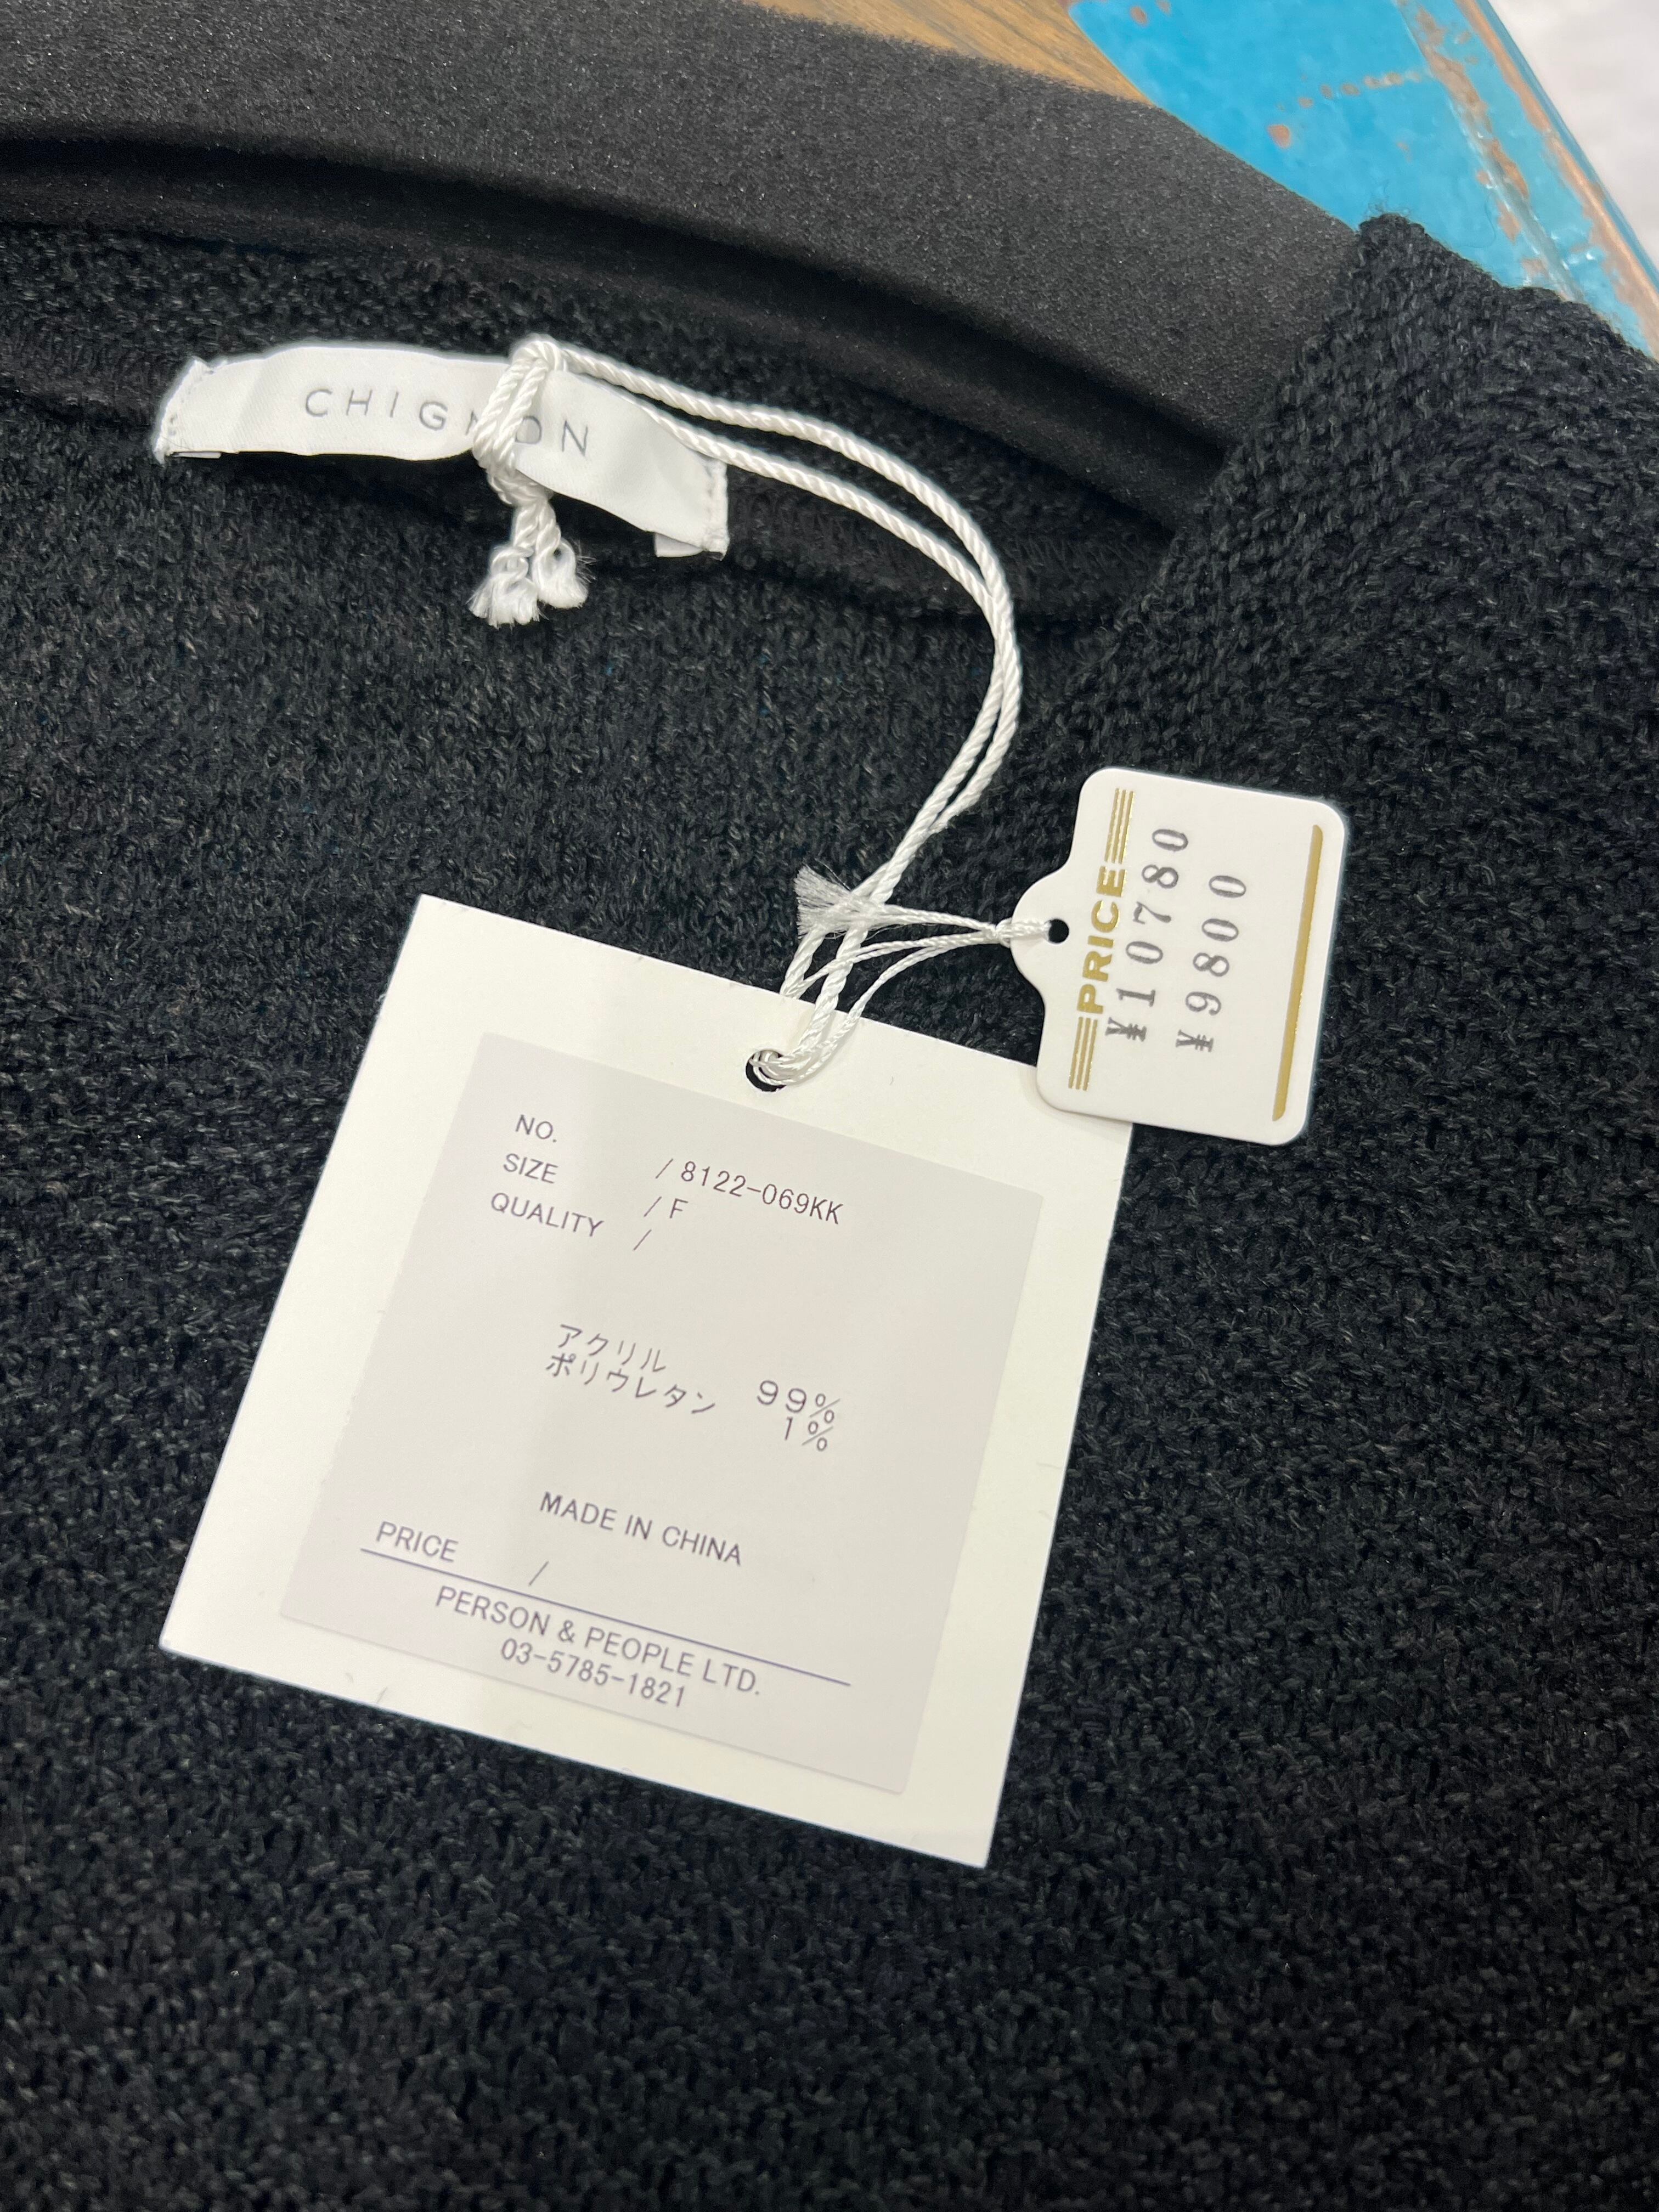 CHIGNON
PRICE
¥10780
¥9800
NO. / 8122-069KK
SIZE / F
QUALITY /
アクリル 99%
ポリウレタン 1%
MADE IN CHINA
PRICE /
PERSON & PEOPLE LTD.
03-5785-1821